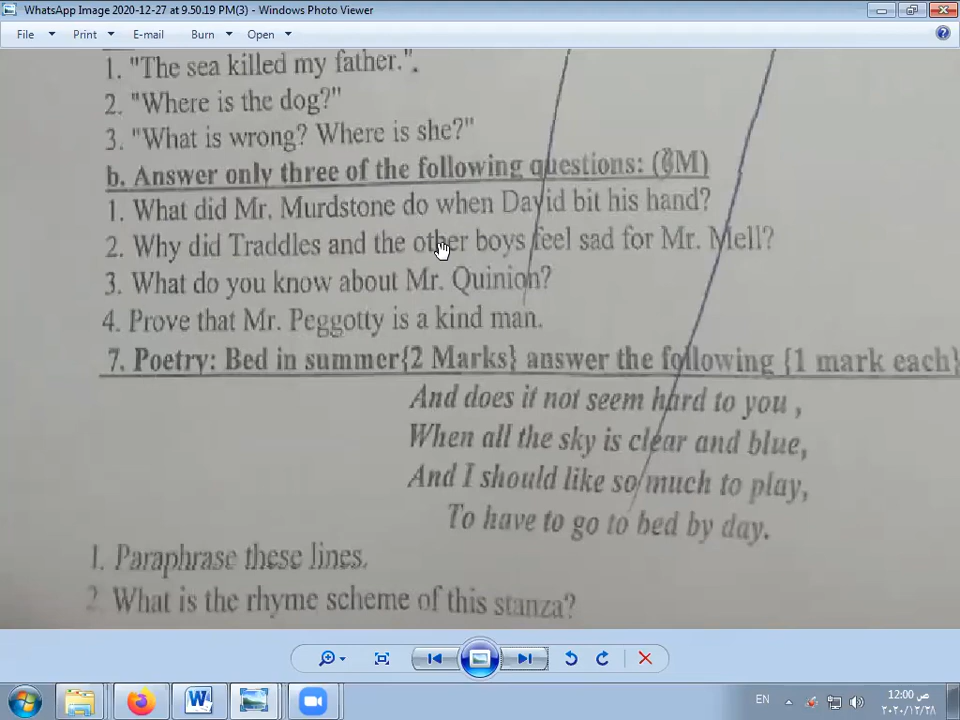 WhatsApp Image 2020-12-27 at 9.50.19 PM(3) - Windows Photo Viewer
File Print E-mail Burn Open
1. "The sea killed my father.".
2. "Where is the dog?"
3. "What is wrong? Where is she?"
b. Answer only three of the following questions: (6M)
1. What did Mr. Murdstone do when David bit his hand?
2. Why did Traddles and the other boys feel sad for Mr. Mell?
3. What do you know about Mr. Quinion?
4. Prove that Mr. Peggotty is a kind man.
7. Poetry: Bed in summer{2 Marks} answer the following {1 mark each}
And does it not seem hard to you ,
When all the sky is clear and blue,
And I should like so much to play,
To have to go to bed by day.
1. Paraphrase these lines.
2. What is the rhyme scheme of this stanza?
EN
12:00 ص
٢٠٢٠/١٢/٢٨